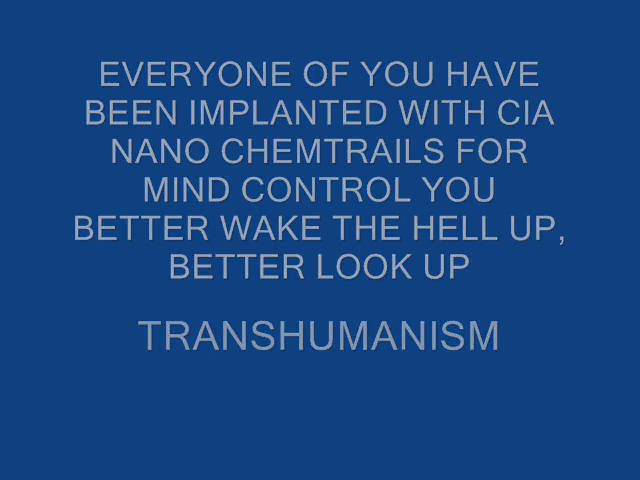 EVERYONE OF YOU HAVE
BEEN IMPLANTED WITH CIA
NANO CHEMTRAILS FOR
MIND CONTROL YOU
BETTER WAKE THE HELL UP,
BETTER LOOK UP
TRANSHUMANISM